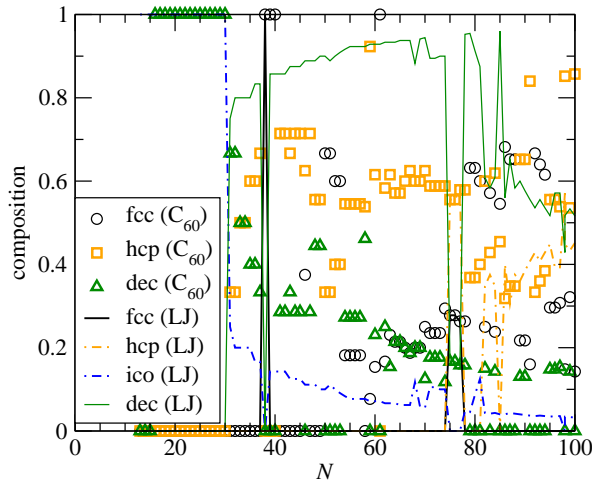 1
0.8
0.6
0.4
0.2
0
composition
fcc (C60)
hcp (C60)
dec (C60)
fcc (LJ)
hcp (LJ)
ico (LJ)
dec (LJ)
0 20 40 60 80 100
N